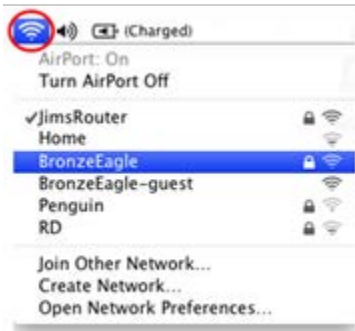 (Charged)
AirPort: On
Turn AirPort Off
✓JimsRouter
Home
BronzeEagle
BronzeEagle-guest
Penguin
RD
Join Other Network...
Create Network...
Open Network Preferences...